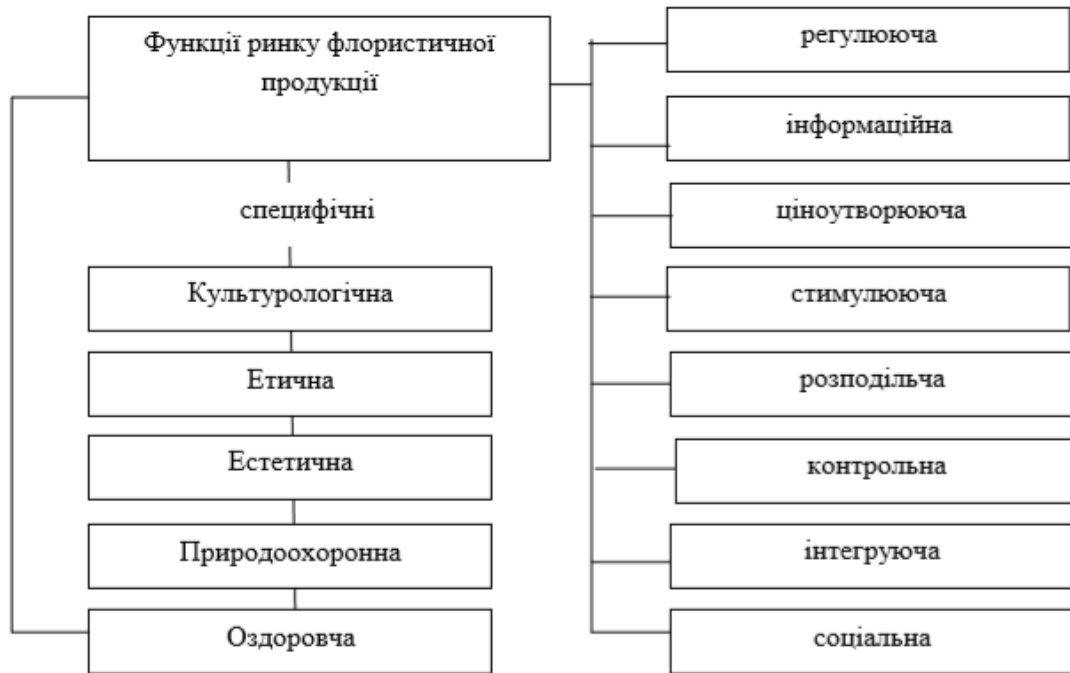 Функції ринку флористичної
продукції
специфічні
Культурологічна
Етична
Естетична
Природоохоронна
Оздоровча
регулююча
інформаційна
ціноутворююча
стимулююча
розподільча
контрольна
інтегруюча
соціальна